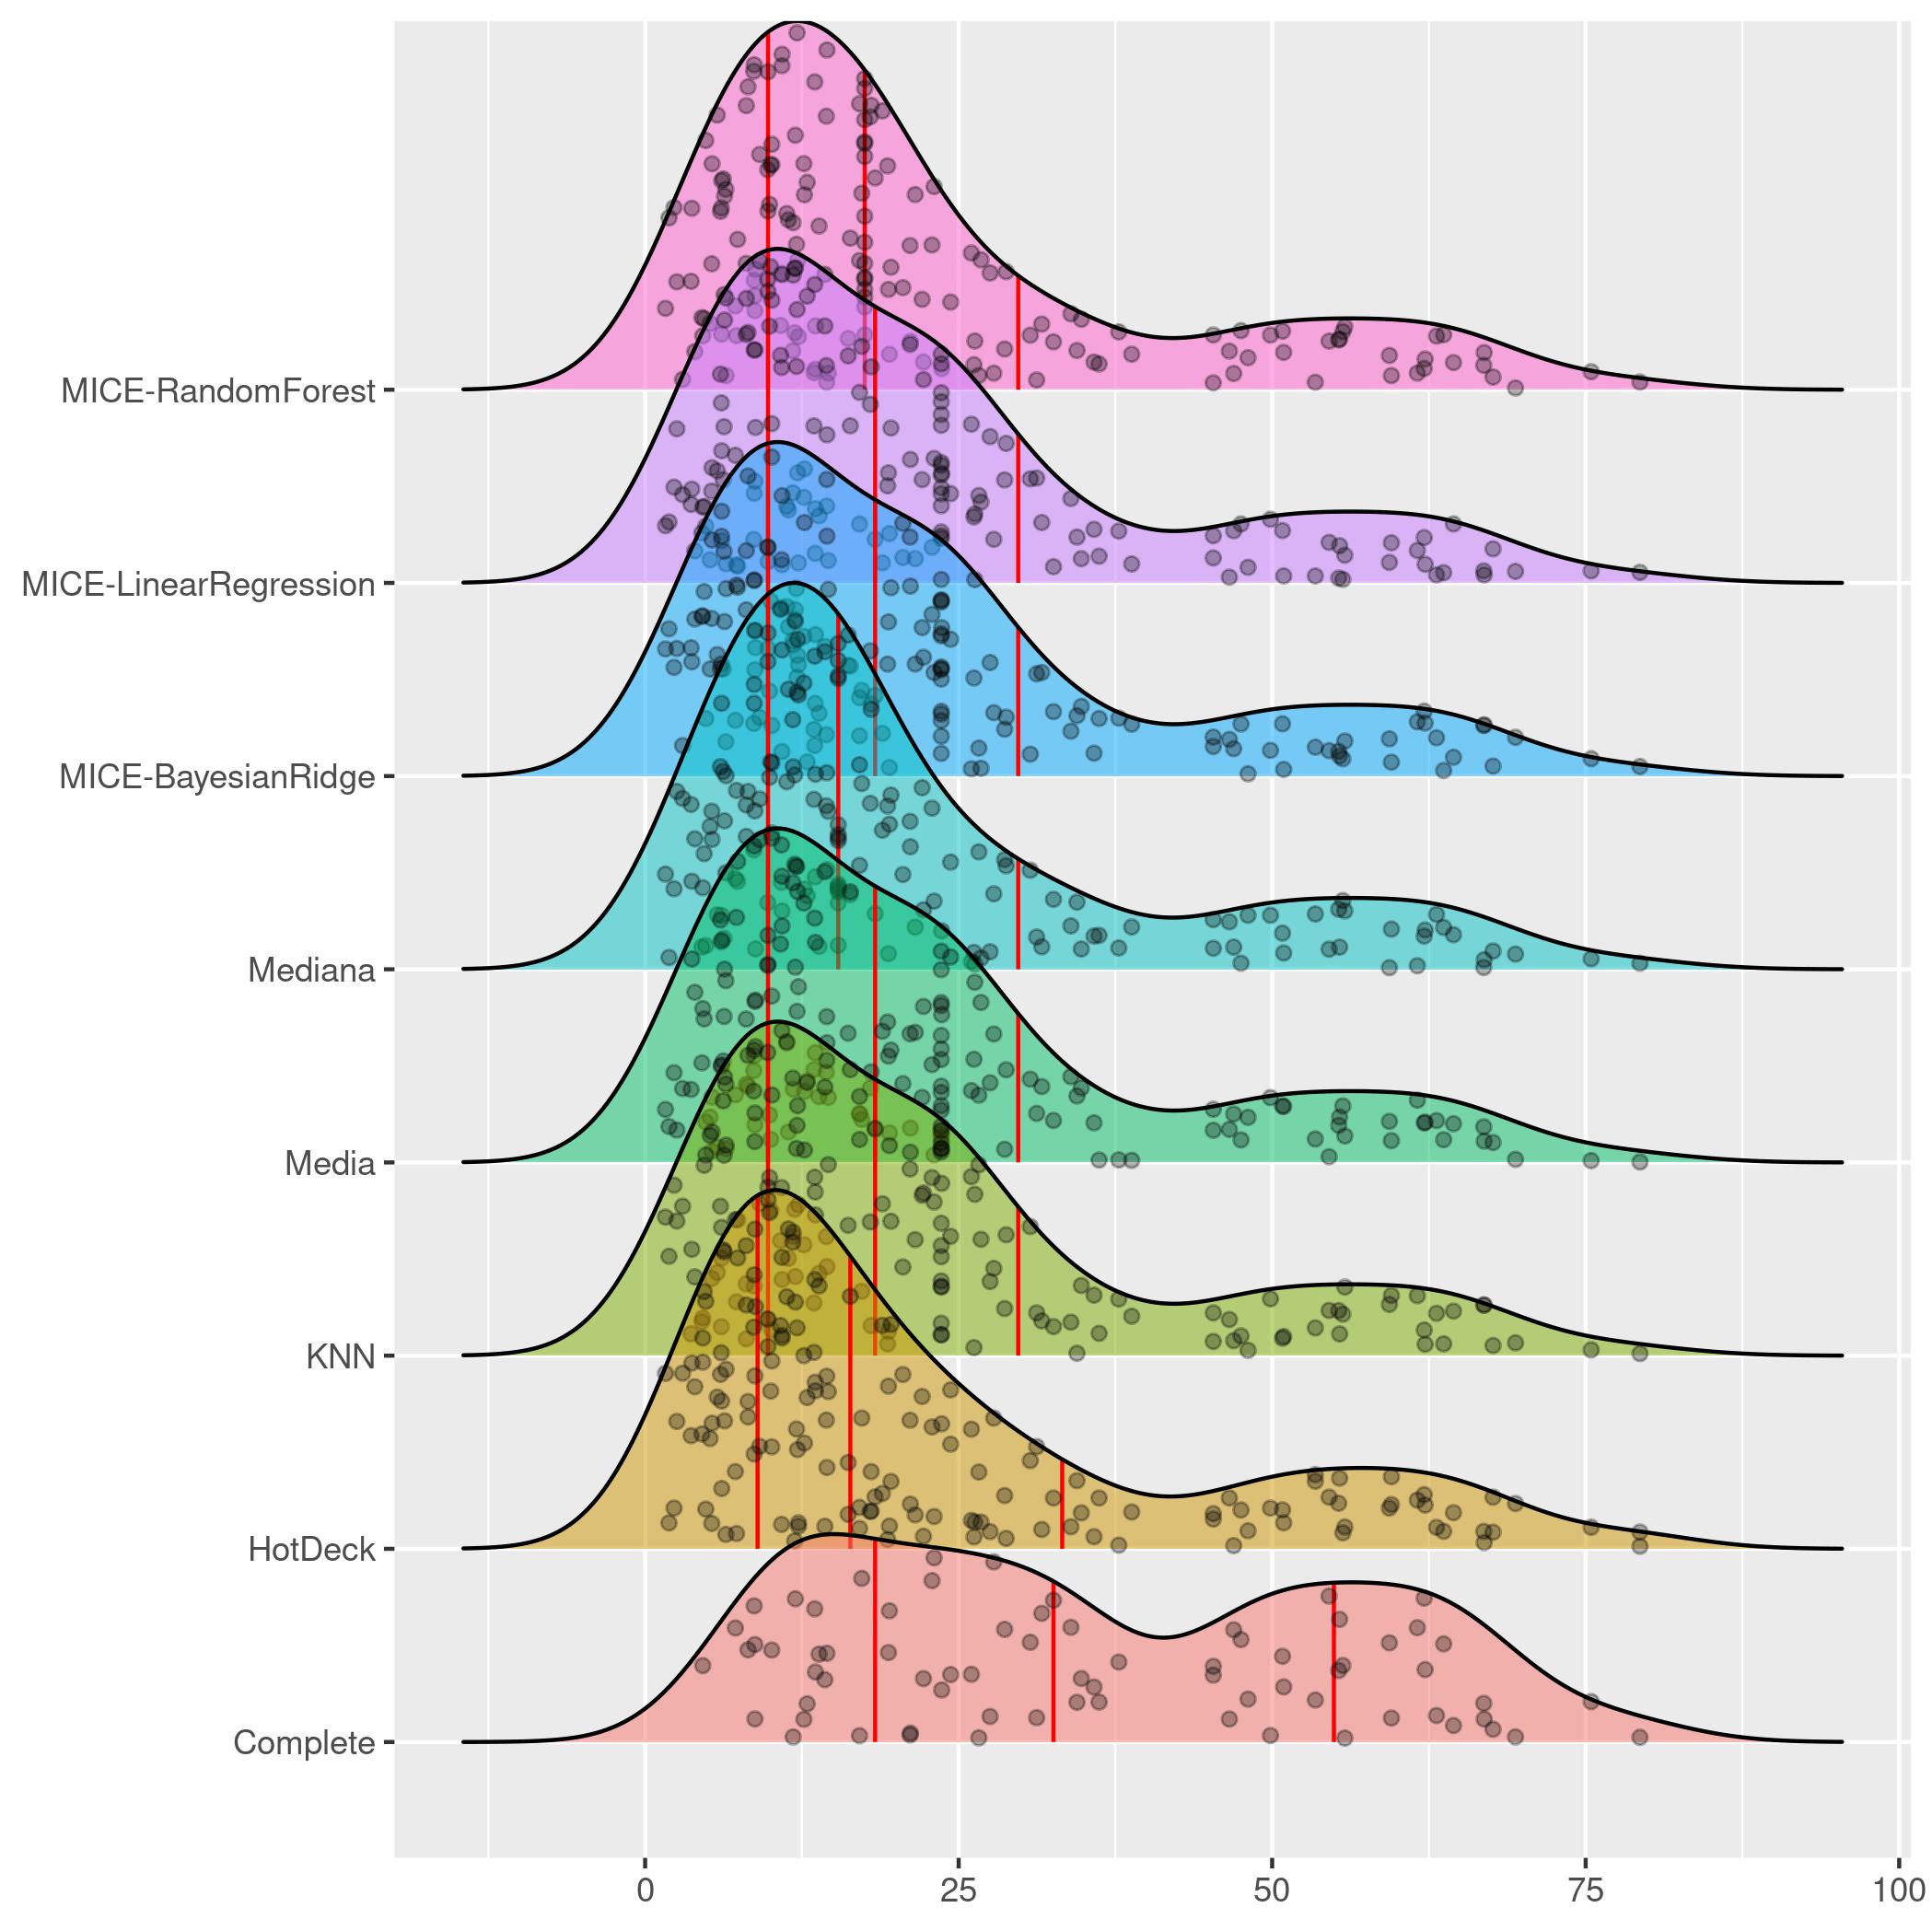 MICE-RandomForest
MICE-LinearRegression
MICE-BayesianRidge
Mediana
Media
KNN
HotDeck
Complete
0 25 50 75 100